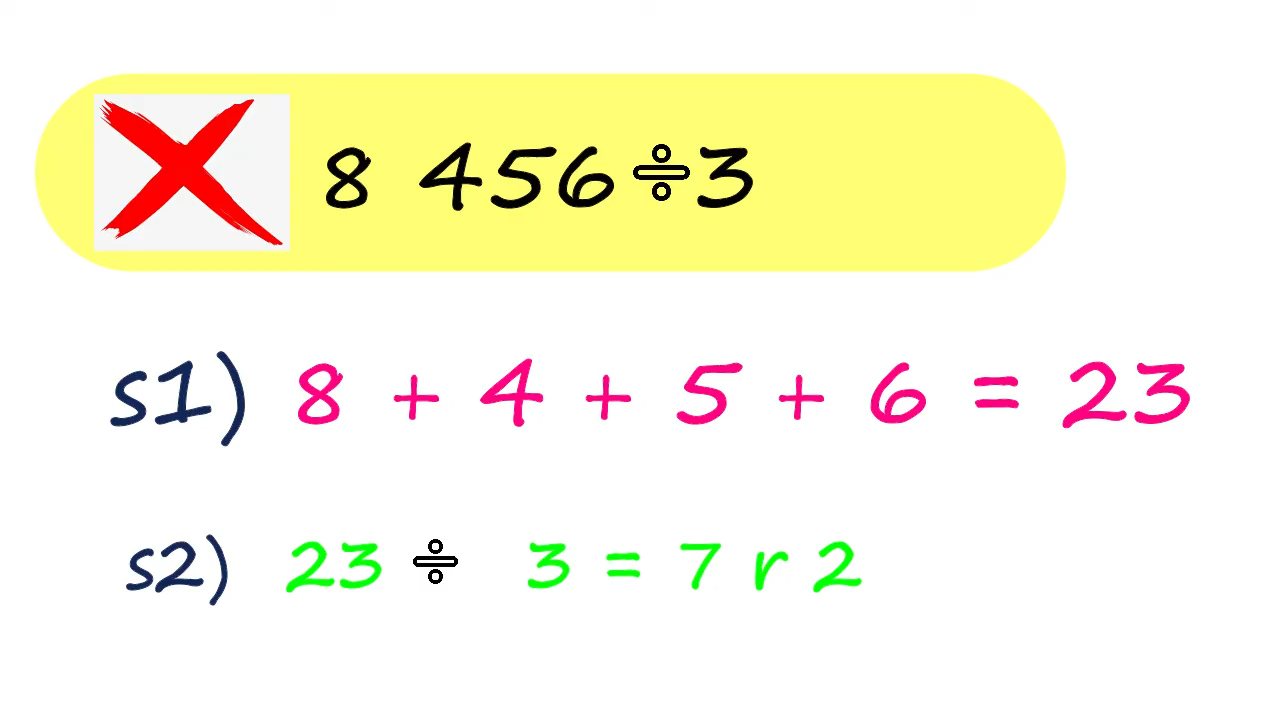 8 456÷3
s1) 8 + 4 + 5 + 6 = 23
s2) 23 ÷ 3 = 7 r 2